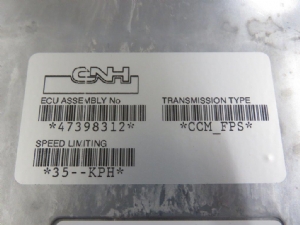 CNH
ECU ASSEMBLY No
*47398312*
TRANSMISSION TYPE
*CCM_FPS*
SPEED LIMITING
*35--KPH*